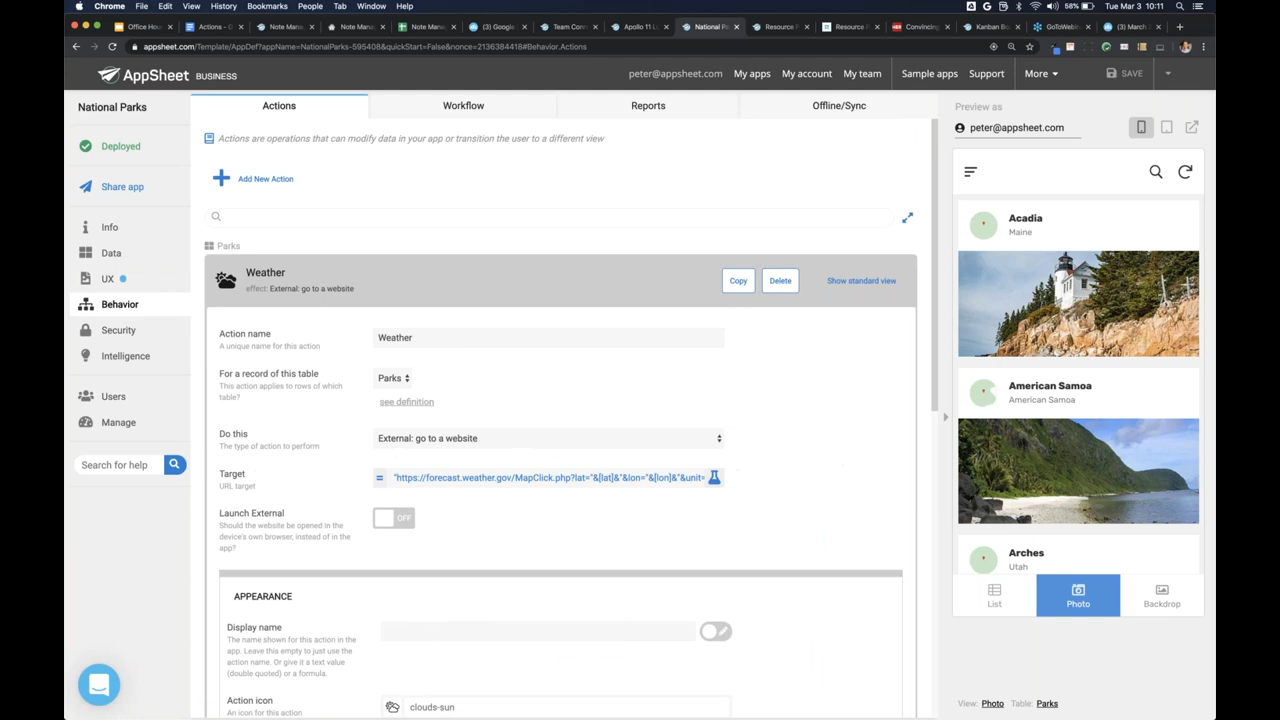 Chrome File Edit View History Bookmarks People Tab Window Help
58% Tue Mar 3 10:11
Office Hou
Actions - G
Note Mana
Note Mana
Note Mana
(3) Google
Team Conn
Apollo 11 L
National Pa
Resource
Resource F
Convincing
Kanban Bo
GoToWebin
(3) March
appsheet.com/Template/AppDef?appName=NationalParks-595408&quickStart=False&nonce=2136384418#Behavior.Actions
AppSheet BUSINESS
peter@appsheet.com My apps My account My team Sample apps Support More SAVE
National Parks
Deployed
Share app
Info
Data
UX
Behavior
Security
Intelligence
Users
Manage
Search for help
Actions Workflow Reports Offline/Sync
Actions are operations that can modify data in your app or transition the user to a different view
Add New Action
Parks
Weather
effect: External: go to a website
Copy Delete Show standard view
Action name
A unique name for this action
Weather
For a record of this table
This action applies to rows of which
table?
Parks
see definition
Do this
The type of action to perform
External: go to a website
Target
URL target
= "https://forecast.weather.gov/MapClick.php?lat="&[lat]&"&lon="&[lon]&"&unit=
Launch External
Should the website be opened in the
device's own browser, instead of in the
app?
OFF
APPEARANCE
Display name
The name shown for this action in the
app. Leave this empty to just use the
action name. Or give it a text value
(double quoted) or a formula.
Action icon
An icon for this action
clouds-sun
Preview as
peter@appsheet.com
Acadia
Maine
American Samoa
American Samoa
Arches
Utah
List Photo Backdrop
View: Photo Table: Parks